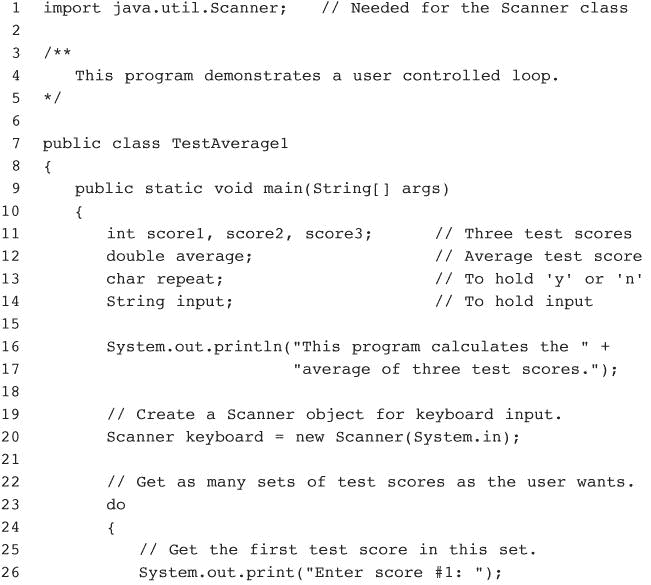 1 import java.util.Scanner; // Needed for the Scanner class
2
3 /**
4 This program demonstrates a user controlled loop.
5 */
6
7 public class TestAverage1
8 {
9 public static void main(String[] args)
10 {
11 int score1, score2, score3; // Three test scores
12 double average; // Average test score
13 char repeat; // To hold 'y' or 'n'
14 String input; // To hold input
15
16 System.out.println("This program calculates the " +
17 "average of three test scores.");
18
19 // Create a Scanner object for keyboard input.
20 Scanner keyboard = new Scanner(System.in);
21
22 // Get as many sets of test scores as the user wants.
23 do
24 {
25 // Get the first test score in this set.
26 System.out.print("Enter score #1: ");